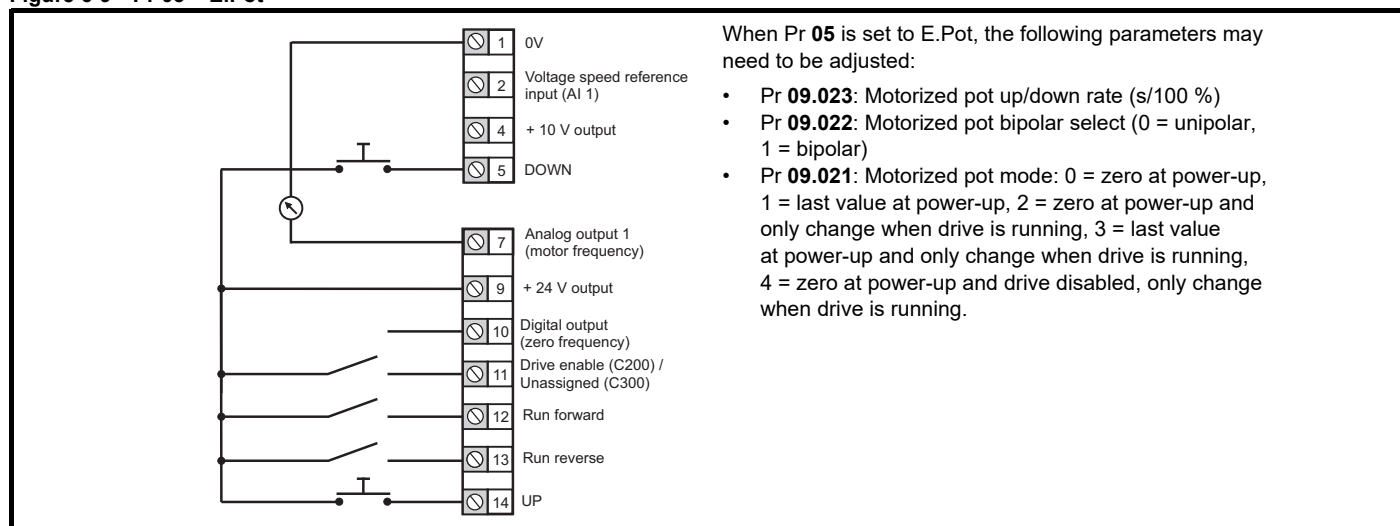 1 0V
2 Voltage speed reference
input (AI 1)
4 + 10 V output
5 DOWN
7 Analog output 1
(motor frequency)
9 + 24 V output
10 Digital output
(zero frequency)
11 Drive enable (C200) /
Unassigned (C300)
12 Run forward
13 Run reverse
14 UP
When Pr 05 is set to E.Pot, the following parameters may
need to be adjusted:
• Pr 09.023: Motorized pot up/down rate (s/100 %)
• Pr 09.022: Motorized pot bipolar select (0 = unipolar,
1 = bipolar)
• Pr 09.021: Motorized pot mode: 0 = zero at power-up,
1 = last value at power-up, 2 = zero at power-up and
only change when drive is running, 3 = last value
at power-up and only change when drive is running,
4 = zero at power-up and drive disabled, only change
when drive is running.